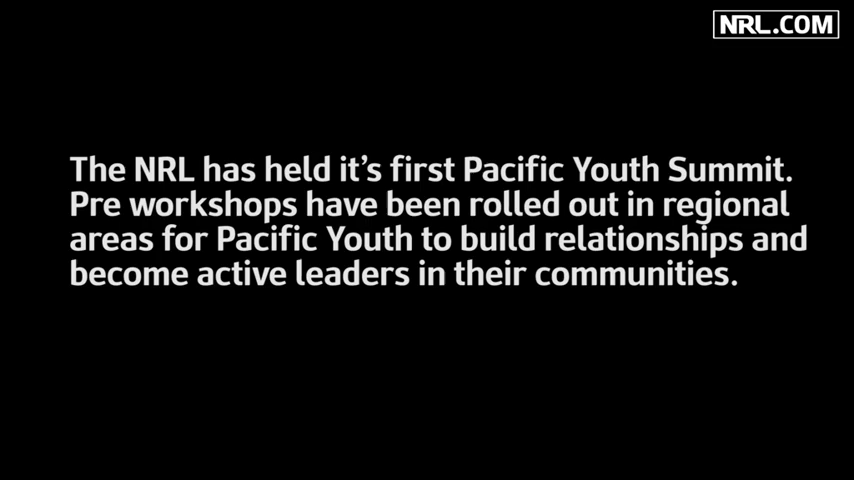 NRL.COM
The NRL has held it's first Pacific Youth Summit.
Pre workshops have been rolled out in regional
areas for Pacific Youth to build relationships and
become active leaders in their communities.